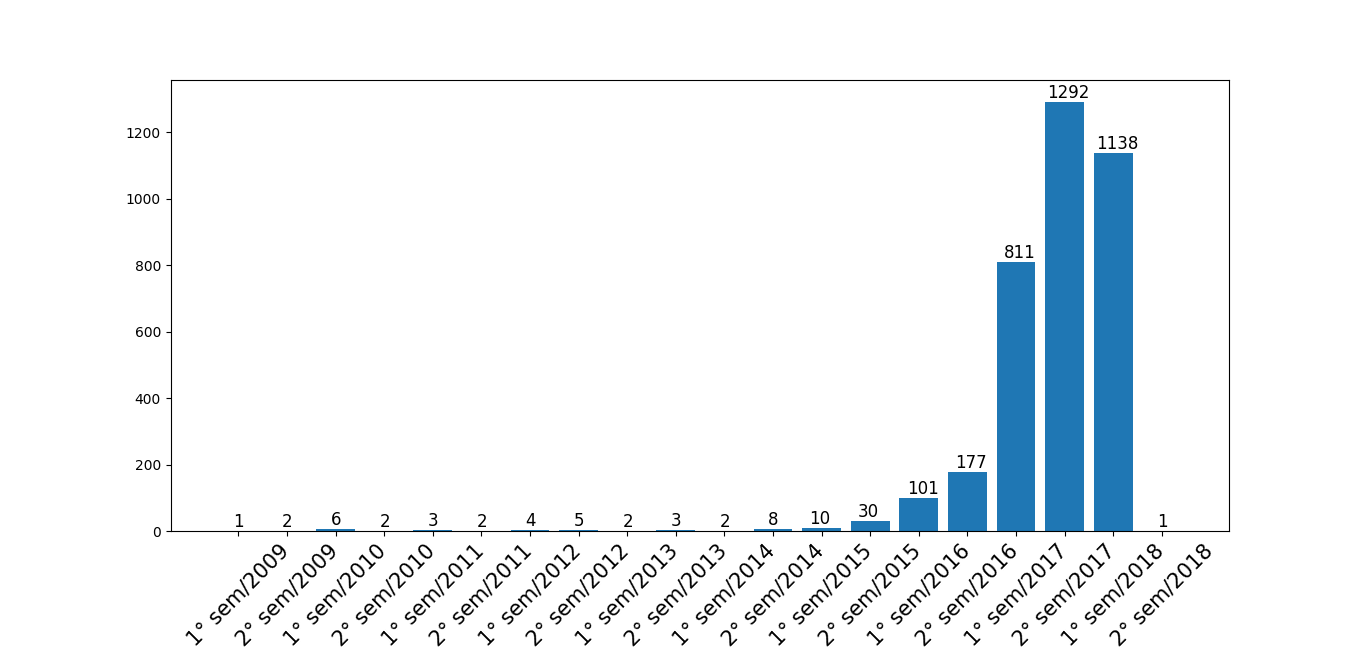 1292
1200
1138
1000
811
800
600
400
200
177
101
30
10
8
6
5
4
3
3
2
2
2
2
2
1
1
0
1° sem/2009
2° sem/2009
1° sem/2010
2° sem/2010
1° sem/2011
2° sem/2011
1° sem/2012
2° sem/2012
1° sem/2013
2° sem/2013
1° sem/2014
2° sem/2014
1° sem/2015
2° sem/2015
1° sem/2016
2° sem/2016
1° sem/2017
2° sem/2017
1° sem/2018
2° sem/2018